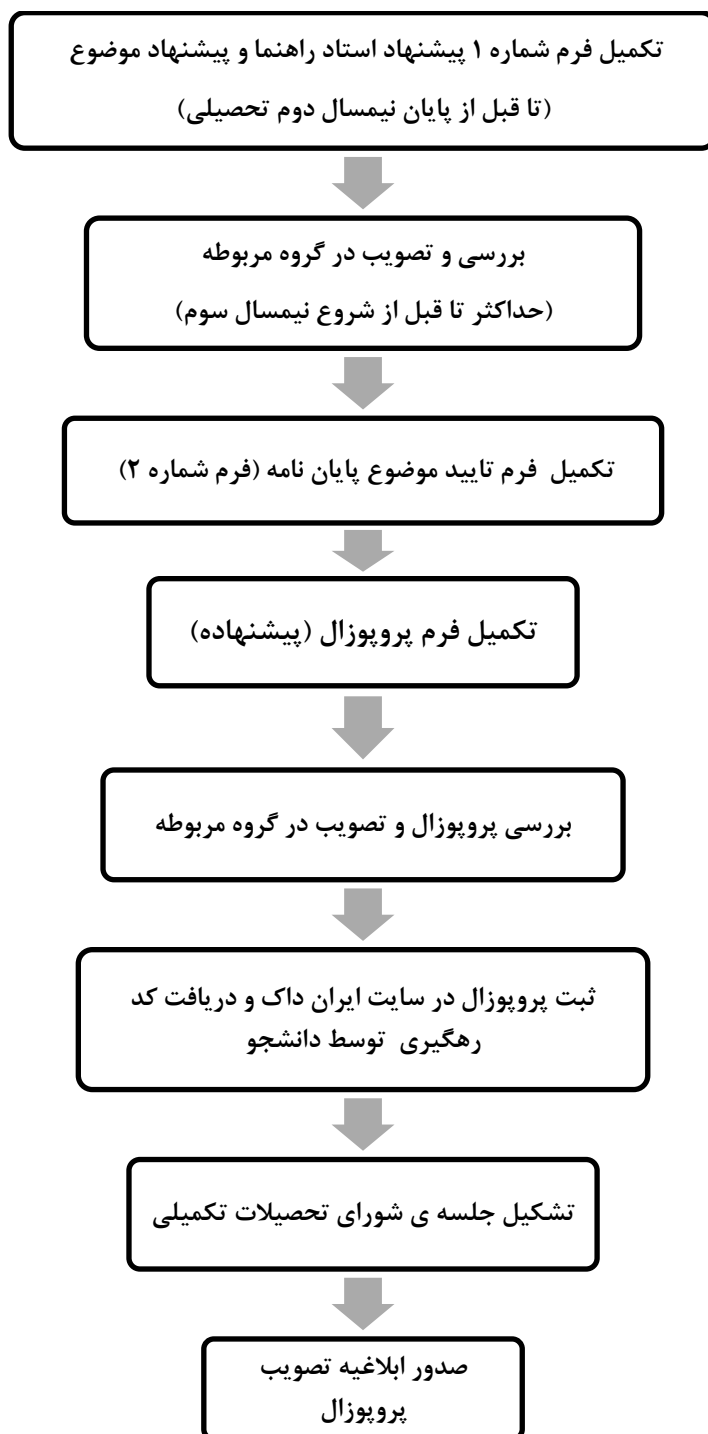 تکمیل فرم شماره ۱ پیشنهاد استاد راهنما و پیشنهاد موضوع
(تا قبل از پایان نیمسال دوم تحصیلی)
بررسی و تصویب در گروه مربوطه
(حداکثر تا قبل از شروع نیمسال سوم)
تکمیل فرم تایید موضوع پایان نامه (فرم شماره ۲)
تکمیل فرم پروپوزال (پیشنهاده)
بررسی پروپوزال و تصویب در گروه مربوطه
ثبت پروپوزال در سایت ایران داک و دریافت کد
رهگیری توسط دانشجو
تشکیل جلسه ی شورای تحصیلات تکمیلی
صدور ابلاغیه تصویب
پروپوزال